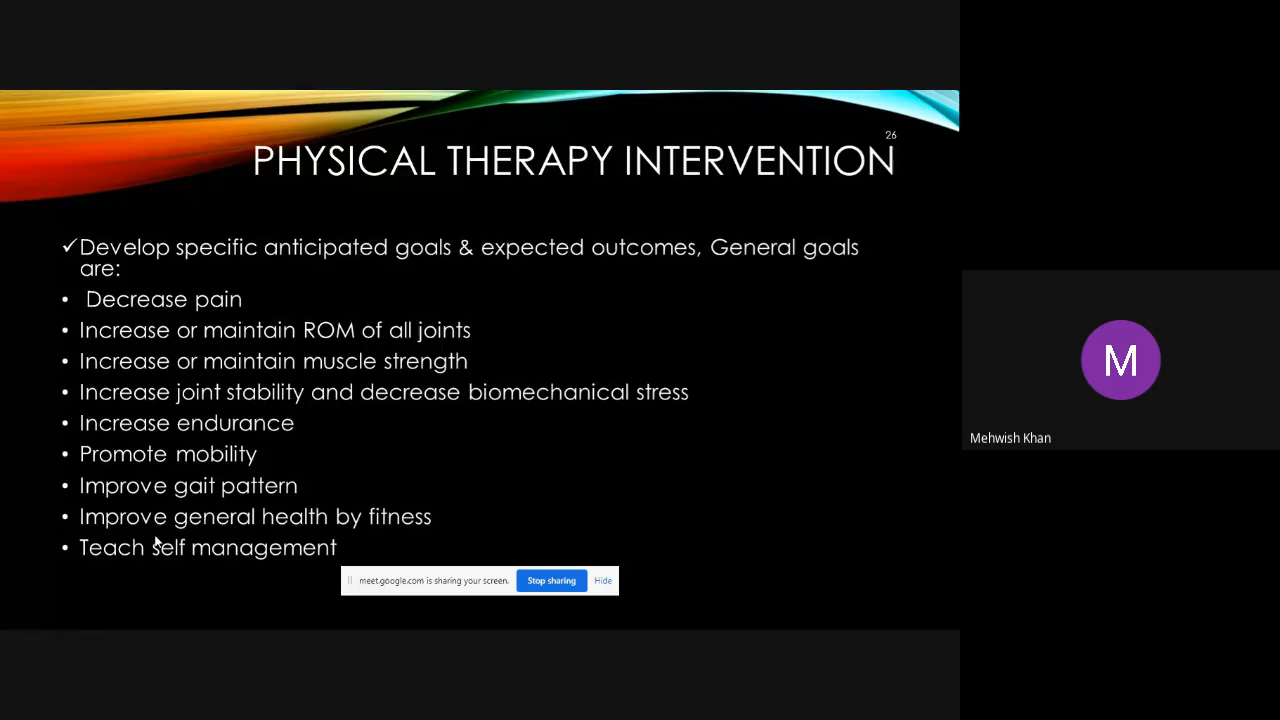 26
PHYSICAL THERAPY INTERVENTION
✓Develop specific anticipated goals & expected outcomes, General goals
are:
• Decrease pain
• Increase or maintain ROM of all joints
• Increase or maintain muscle strength
• Increase joint stability and decrease biomechanical stress
• Increase endurance
• Promote mobility
• Improve gait pattern
• Improve general health by fitness
• Teach self management
meet.google.com is sharing your screen. Stop sharing Hide
M
Mehwish Khan